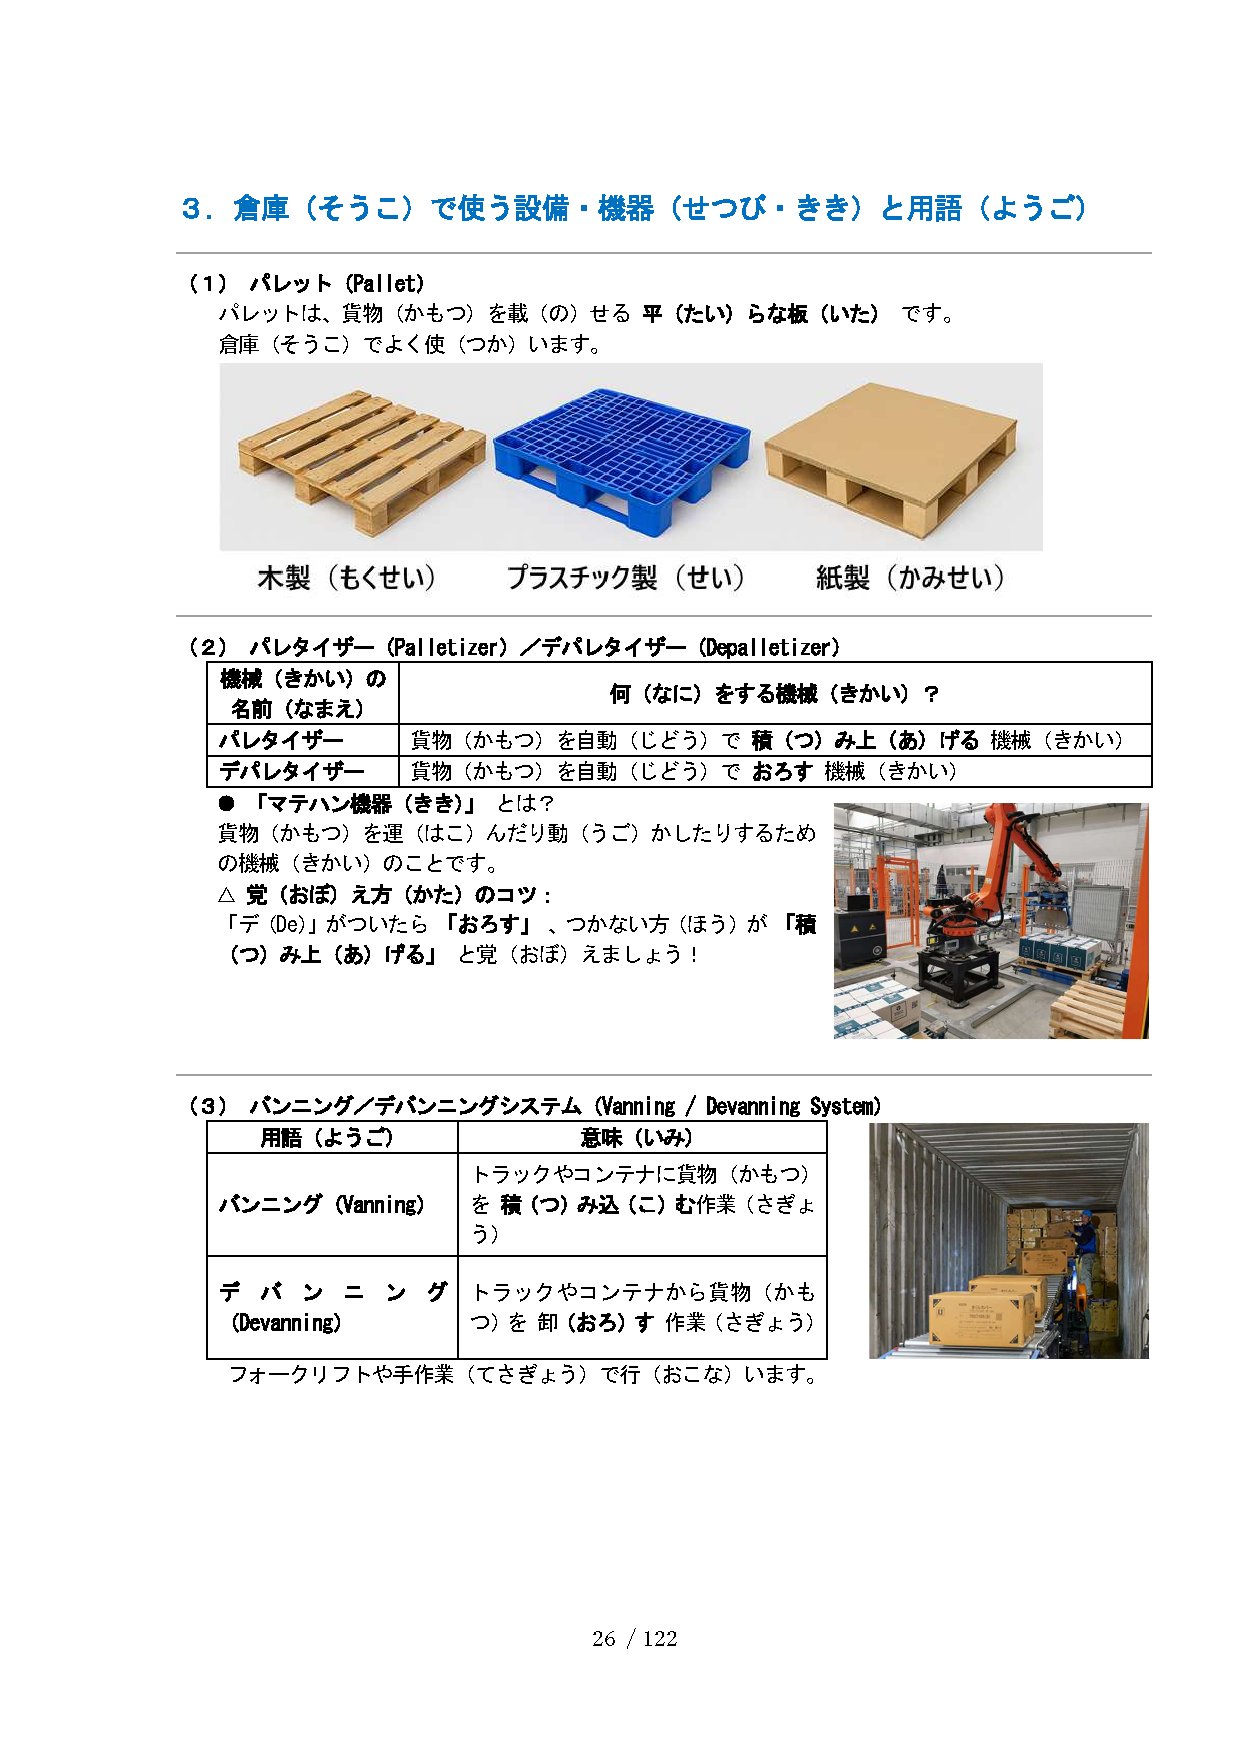 ３．倉庫（そうこ）で使う設備・機器（せつび・きき）と用語（ようご）
（１） パレット（Pallet）
パレットは、貨物（かもつ）を載（の）せる 平（たい）らな板（いた） です。
倉庫（そうこ）でよく使（つか）います。
木製（もくせい） プラスチック製（せい） 紙製（かみせい）
（２） パレタイザー（Palletizer）／デパレタイザー（Depalletizer）
機械（きかい）の
名前（なまえ）
何（なに）をする機械（きかい）？
パレタイザー 貨物（かもつ）を自動（じどう）で 積（つ）み上（あ）げる 機械（きかい）
デパレタイザー 貨物（かもつ）を自動（じどう）で おろす 機械（きかい）
● 「マテハン機器（きき）」 とは？
貨物（かもつ）を運（はこ）んだり動（うご）かしたりするため
の機械（きかい）のことです。
△ 覚（おぼ）え方（かた）のコツ：
「デ（De）」がついたら 「おろす」 、つかない方（ほう）が 「積
（つ）み上（あ）げる」 と覚（おぼ）えましょう！
（３） バンニング／デバンニングシステム（Vanning / Devanning System）
用語（ようご） 意味（いみ）
バンニング（Vanning）
トラックやコンテナに貨物（かもつ）
を 積（つ）み込（こ）む作業（さぎょ
う）
デバンニング
（Devanning）
トラックやコンテナから貨物（かも
つ）を 卸（おろ）す 作業（さぎょう）
フォークリフトや手作業（てさぎょう）で行（おこな）います。
26 / 122